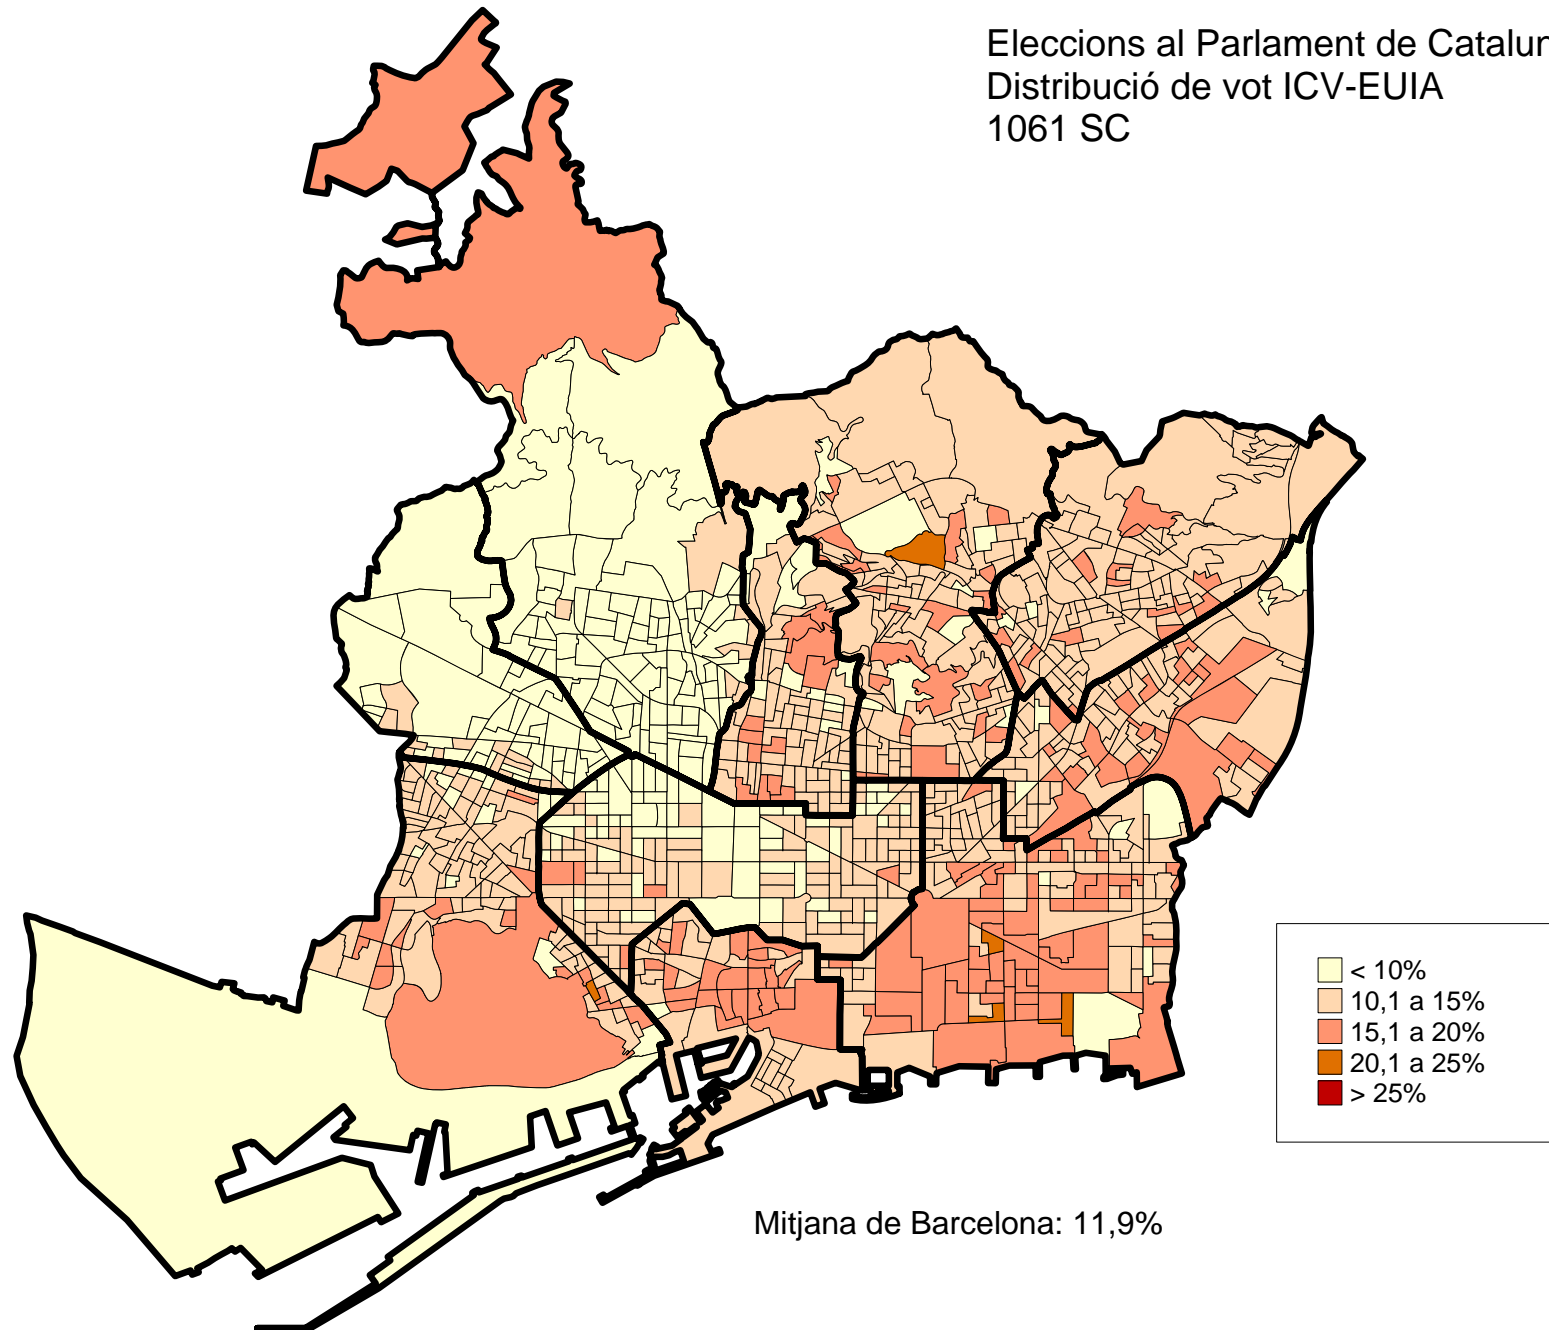 Eleccions al Parlament de Catalun
Distribució de vot ICV-EUIA
1061 SC
< 10%
10,1 a 15%
15,1 a 20%
20,1 a 25%
> 25%
Mitjana de Barcelona: 11,9%